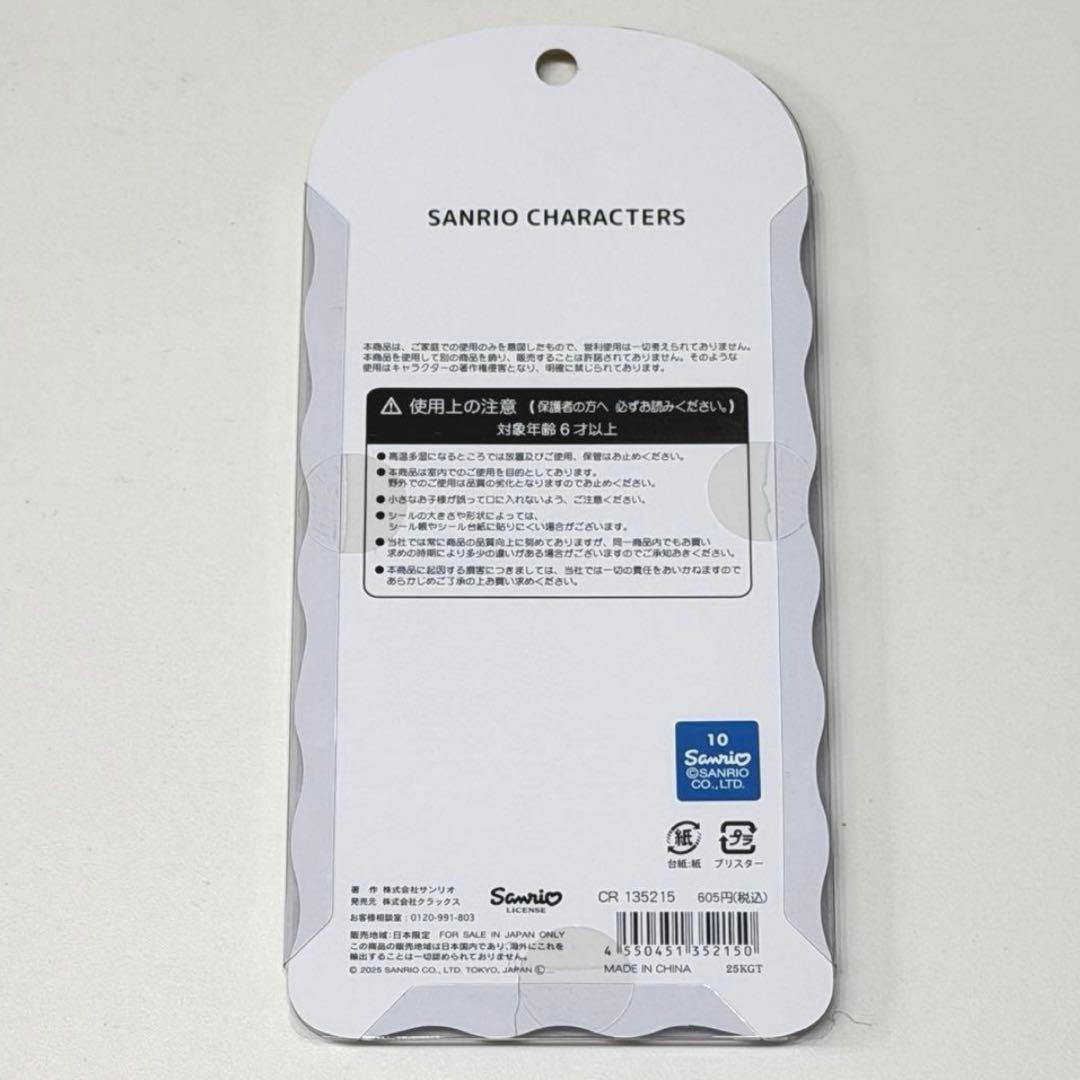 SANRIO CHARACTERS
本商品は、ご家庭での使用のみを意図したもので、営利使用は一切考えられておりません。
本商品を使用して別の商品を飾り、販売することは許諾されておりません。そのような
使用はキャラクターの著作権侵害となり、明確に禁じられております。
⚠ 使用上の注意 (保護者の方へ 必ずお読みください。)
対象年齢6才以上
●高温多湿になるところでは放置及びご使用、保管はお止めください。
●本商品は室内でのご使用を目的としております。
野外でのご使用は品質の劣化となりますのでお止めください。
●小さなお子様が誤って口に入れないよう、ご注意ください。
●シールの大きさや形状によっては、
シール帳やシール台紙に貼りにくい場合がございます。
●当社では常に商品の品質向上に努めておりますが、同一商品内でもお買い
求めの時期により多少の違いがある場合がございますのでご承知おきください。
●本商品に起因する損害につきましては、当社では一切の責任をおいかねますので
あらかじめご了承の上お買い求めください。
10
Sanrio
©SANRIO
CO.,LTD.
紙 プラ
台紙:紙 ブリスター
著 作 株式会社サンリオ
発売元 株式会社クラックス
お客様相談室:0120-991-803
Sanrio
LICENSE
CR 135215 605円(税込)
販売地域:日本限定 FOR SALE IN JAPAN ONLY
この商品の販売地域は日本国内であり、海外にこれを
輸出することは一切認められておりません。
© 2025 SANRIO CO., LTD. TOKYO, JAPAN Ⓒ
4 550451 352150
MADE IN CHINA 25KGT